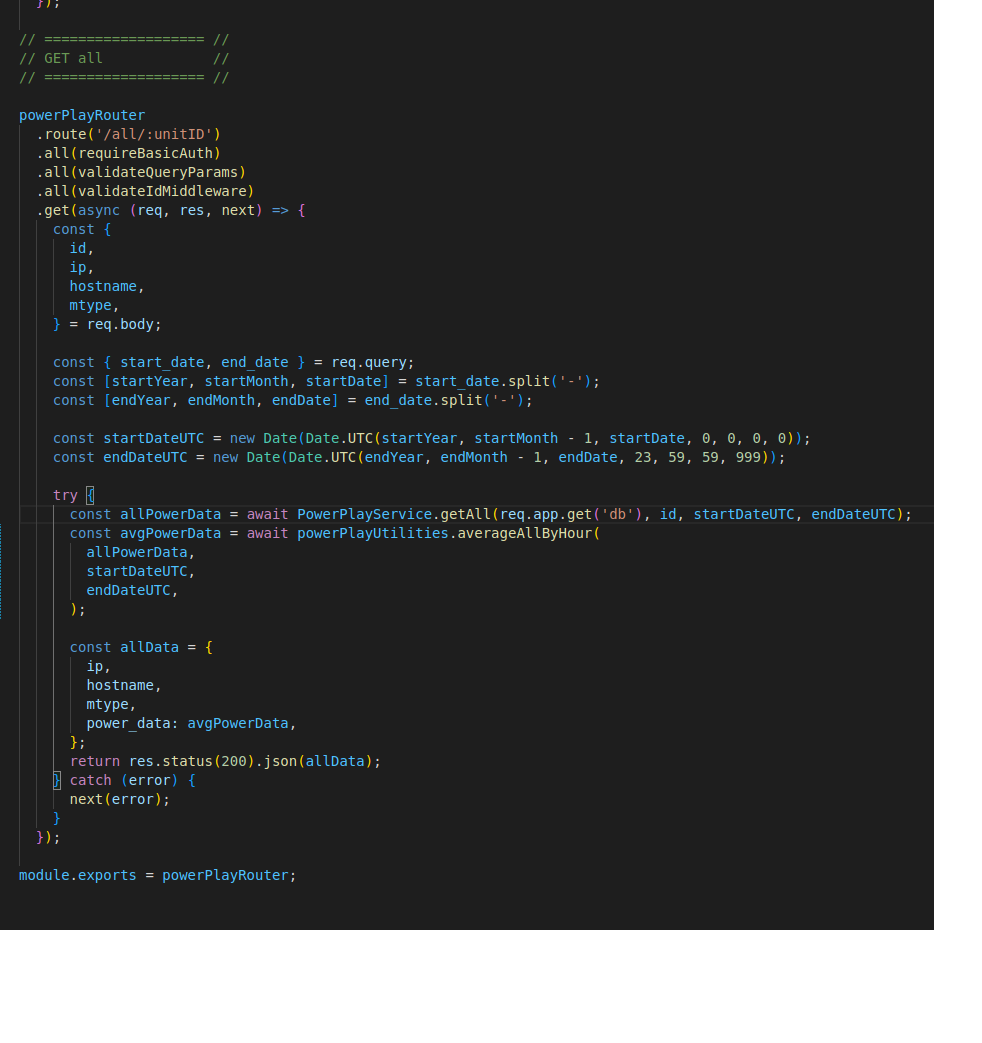 });
// =================== //
// GET all             //
// =================== //
powerPlayRouter
  .route('/all/:unitID')
  .all(requireBasicAuth)
  .all(validateQueryParams)
  .all(validateIdMiddleware)
  .get(async (req, res, next) => {
    const {
      id,
      ip,
      hostname,
      mtype,
    } = req.body;
    const { start_date, end_date } = req.query;
    const [startYear, startMonth, startDate] = start_date.split('-');
    const [endYear, endMonth, endDate] = end_date.split('-');
    const startDateUTC = new Date(Date.UTC(startYear, startMonth - 1, startDate, 0, 0, 0, 0));
    const endDateUTC = new Date(Date.UTC(endYear, endMonth - 1, endDate, 23, 59, 59, 999));
    try {
      const allPowerData = await PowerPlayService.getAll(req.app.get('db'), id, startDateUTC, endDateUTC);
      const avgPowerData = await powerPlayUtilities.averageAllByHour(
        allPowerData,
        startDateUTC,
        endDateUTC,
      );
      const allData = {
        ip,
        hostname,
        mtype,
        power_data: avgPowerData,
      };
      return res.status(200).json(allData);
    } catch (error) {
      next(error);
    }
  });
module.exports = powerPlayRouter;